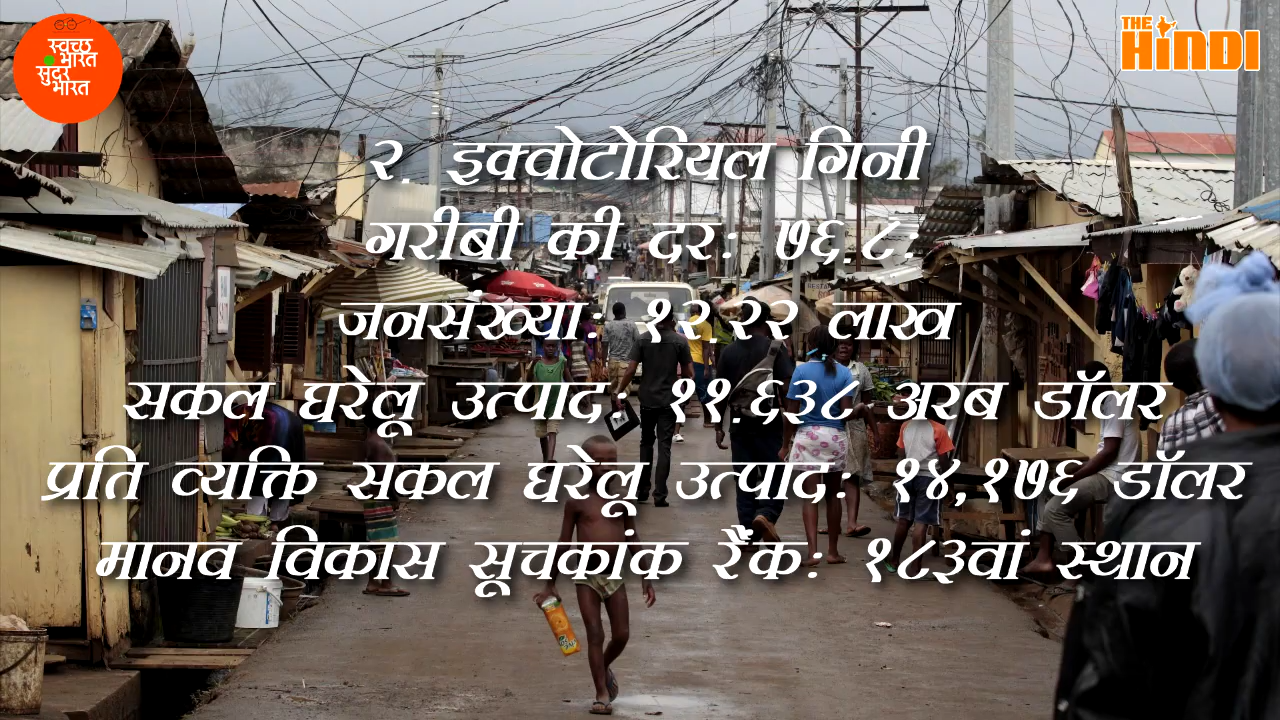 स्वच्छ
भारत
सुंदर
भारत
THE
HINDI
२. इक्वोटोरियल गिनी
गरीबी की दर: ७६.८:
जनसंख्या: १२.२२ लाख
सकल घरेलू उत्पाद: ११.६३८ अरब डॉलर
प्रति व्यक्ति सकल घरेलू उत्पाद: १४,१७६ डॉलर
मानव विकास सूचकांक रैंक: १८३वां स्थान